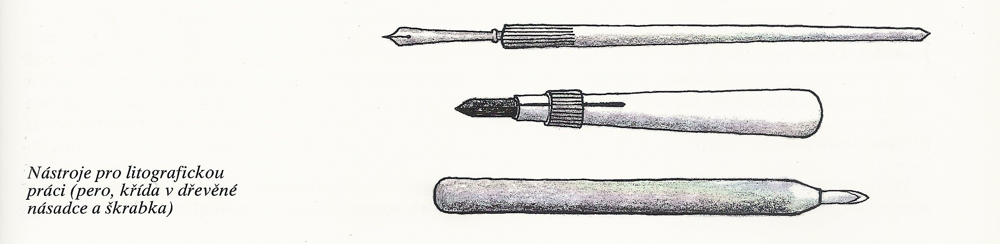 Nástroje pro litografickou
práci (pero, křída v dřevěné
násadce a škrabka)